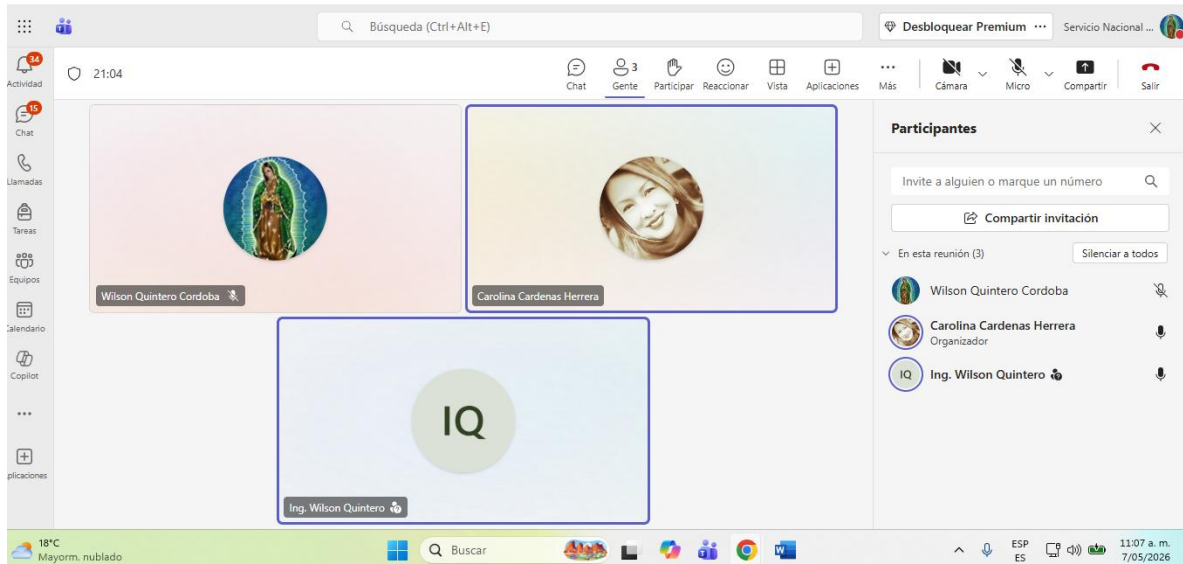 Búsqueda (Ctrl+Alt+E)
Desbloquear Premium ...
Servicio Nacional ...
34
Actividad
21:04
Chat
3
Gente
Participar
Reaccionar
Vista
Aplicaciones
Más
Cámara
Micro
Compartir
Salir
15
Chat
Llamadas
Tareas
Equipos
Calendario
Copilot
plicaciones
Wilson Quintero Cordoba
Carolina Cardenas Herrera
IQ
Ing. Wilson Quintero
Participantes
Invite a alguien o marque un número
Compartir invitación
En esta reunión (3)
Silenciar a todos
Wilson Quintero Cordoba
Carolina Cardenas Herrera
Organizador
IQ
Ing. Wilson Quintero
18°C
Mayorm. nublado
Buscar
ESP
ES
11:07 a. m.
7/05/2026